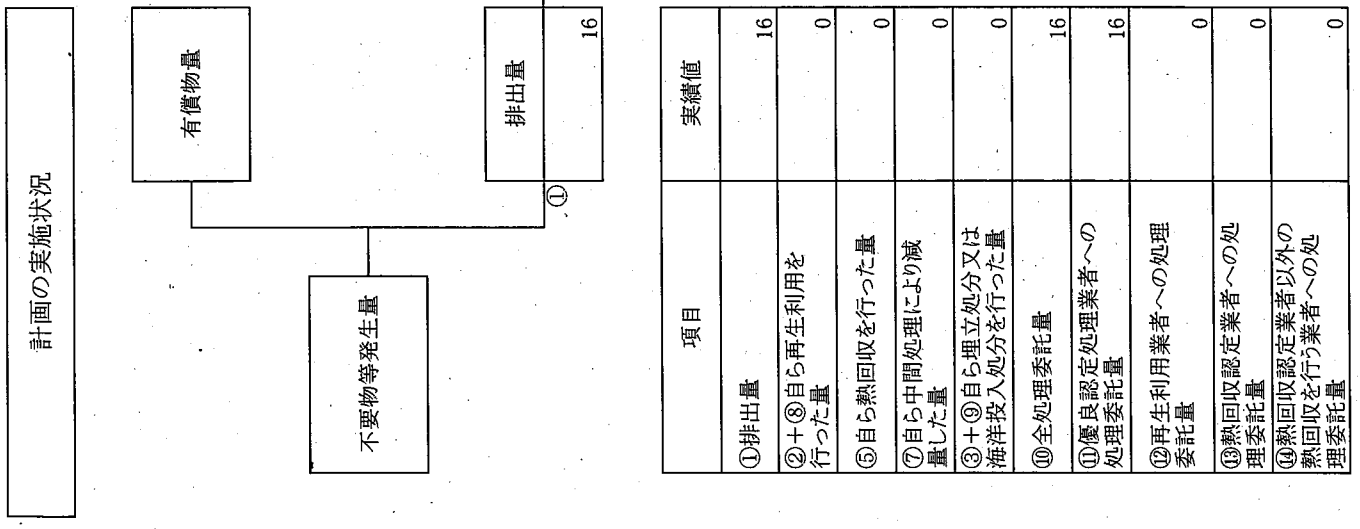 計画の実施状況
有償物量
不要物等発生量
①
排出量
16
項目
実績値
①排出量
16
②+⑧自ら再生利用を
行った量
0
⑤自ら熱回収を行った量
0
⑦自ら中間処理により減
量した量
0
③+⑨自ら埋立処分又は
海洋投入処分を行った量
0
⑩全処理委託量
16
⑪優良認定処理業者への
処理委託量
16
⑫再生利用業者への処理
委託量
0
⑬熱回収認定業者への処
理委託量
0
⑭熱回収認定業者以外の
熱回収を行う業者への処
理委託量
0